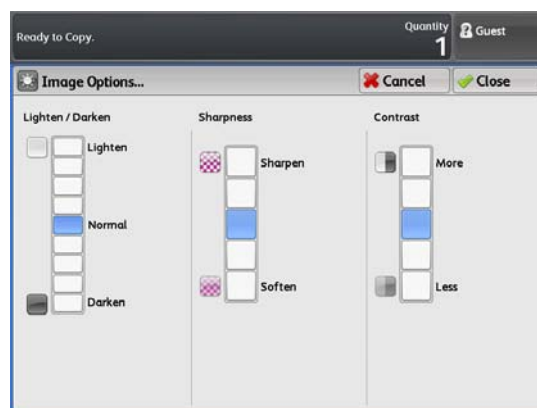 Ready to Copy.
Quantity
1
Guest
Image Options...
Cancel
Close
Lighten / Darken
Sharpness
Contrast
Lighten
Normal
Darken
Sharpen
Soften
More
Less